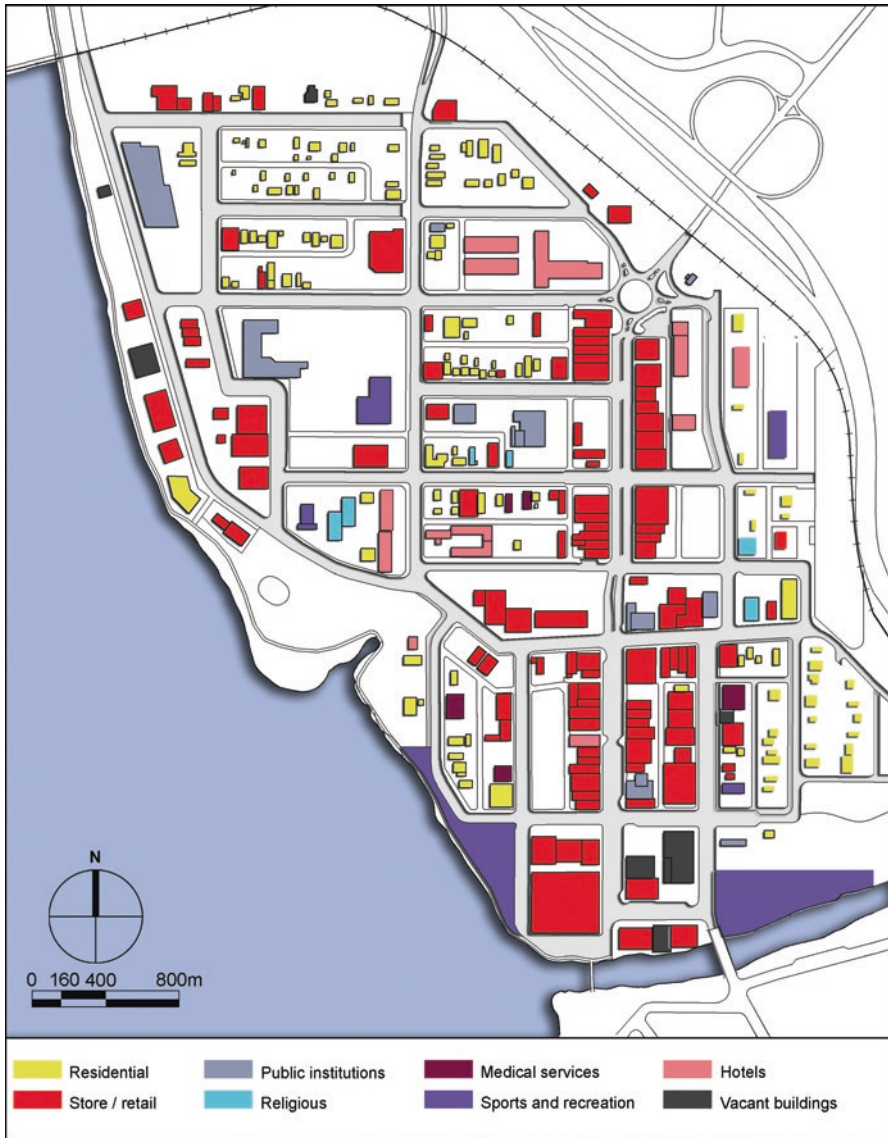 N
0 160 400 800m
Residential
Public institutions
Medical services
Hotels
Store / retail
Religious
Sports and recreation
Vacant buildings